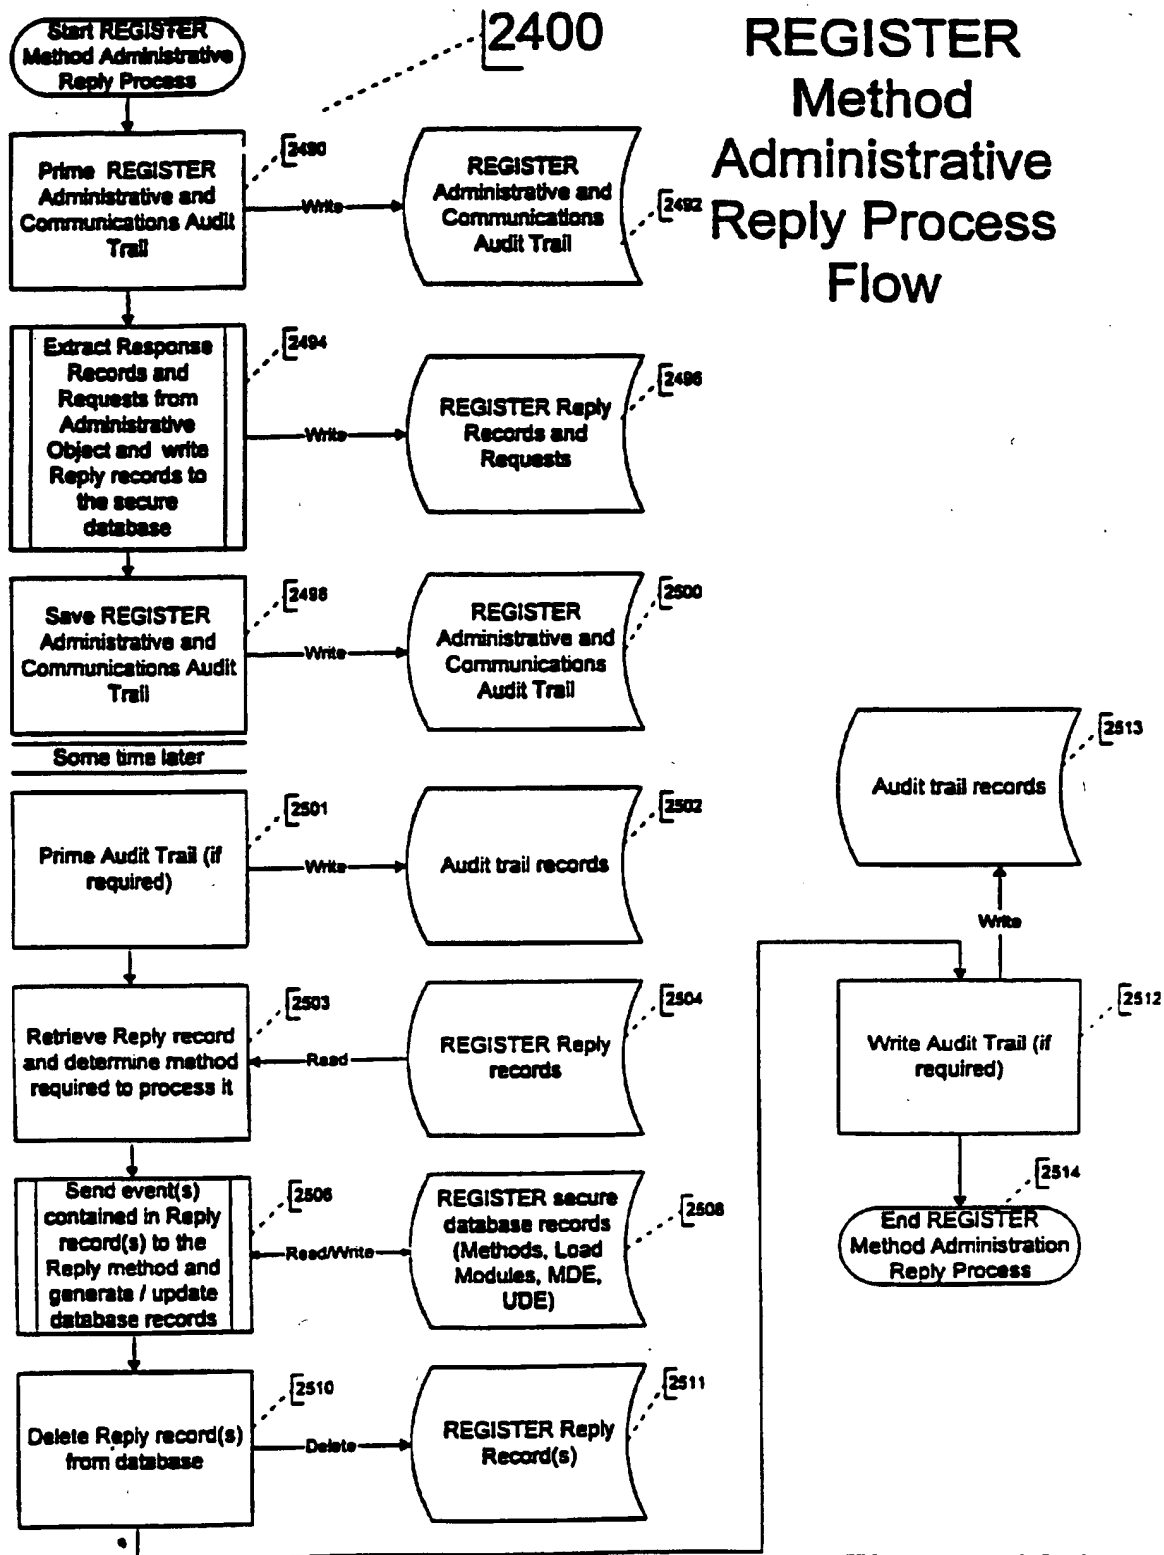 Start REGISTER
Method Administrative
Reply Process
2400
REGISTER
Method
Administrative
Reply Process
Flow
Prime REGISTER
Administrative and
Communications Audit
Trail
2490
Write
REGISTER
Administrative and
Communications
Audit Trail
2492
Extract Response
Records and
Requests from
Administrative
Object and write
Reply records to
the secure
database
2494
Write
REGISTER Reply
Records and
Requests
2496
Save REGISTER
Administrative and
Communications Audit
Trail
2498
Write
REGISTER
Administrative and
Communications
Audit Trail
2500
Some time later
Prime Audit Trail (if
required)
2501
Write
Audit trail records
2502
Retrieve Reply record
and determine method
required to process it
2503
Read
REGISTER Reply
records
2504
Send event(s)
contained in Reply
record(s) to the
Reply method and
generate / update
database records
2506
Read/Write
REGISTER secure
database records
(Methods, Load
Modules, MDE,
UDE)
2508
Delete Reply record(s)
from database
2510
Delete
REGISTER Reply
Record(s)
2511
Audit trail records
2513
Write
Write Audit Trail (if
required)
2512
2514
End REGISTER
Method Administration
Reply Process